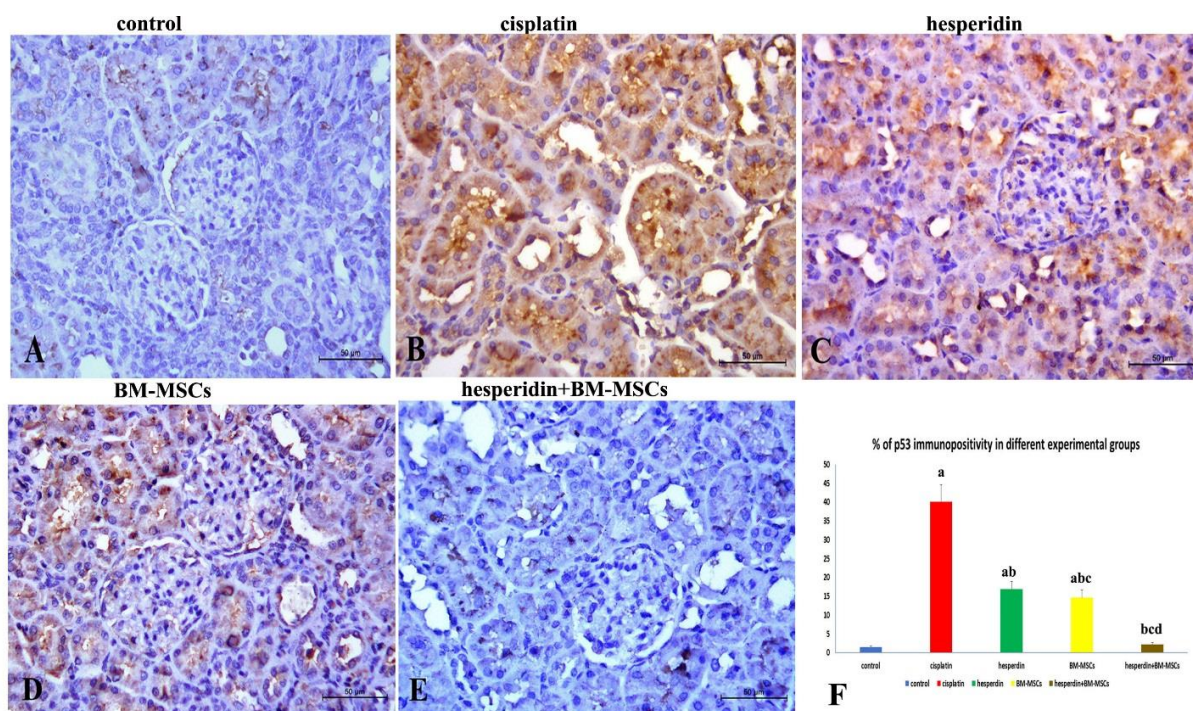 control
cisplatin
hesperidin
A
50 µm
B
50 µm
C
50 µm
BM-MSCs
hesperidin+BM-MSCs
D
50 µm
E
50 µm
% of p53 immunopositivity in different experimental groups
50
45
40
35
30
25
20
15
10
5
0
a
ab
abc
bcd
control
cisplatin
hesperdin
BM-MSCs
hesperdin+BM-MSCs
control cisplatin hesperdin BM-MSCs hesperdin+BM-MSCs
F